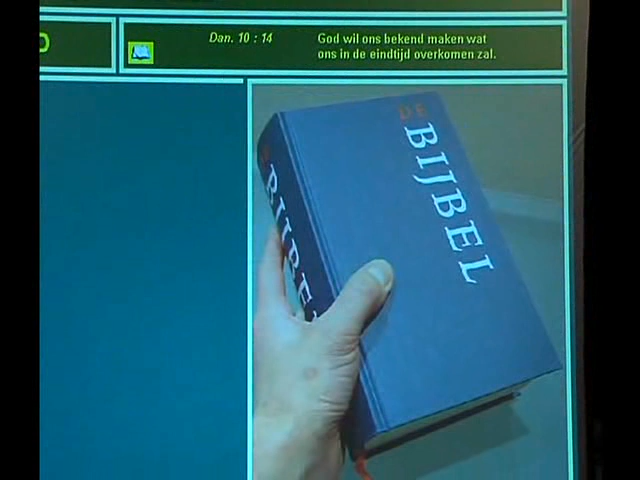 Dan. 10 : 14
God wil ons bekend maken wat
ons in de eindtijd overkomen zal.
DE
BIJBEL
BIJBEL